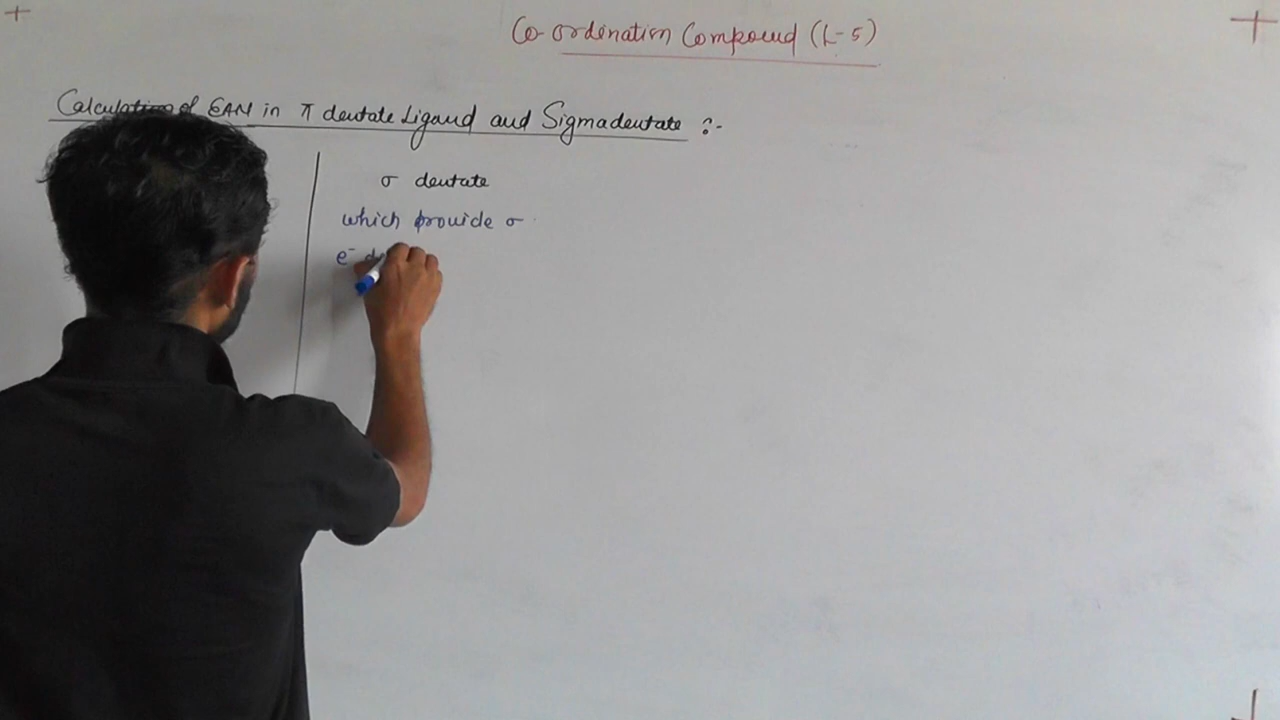 Co-ordination Compound (L-5)
Calculation of EAN in π dentate Ligand and Sigmadentate :-
σ dentate
which provide σ
e⁻